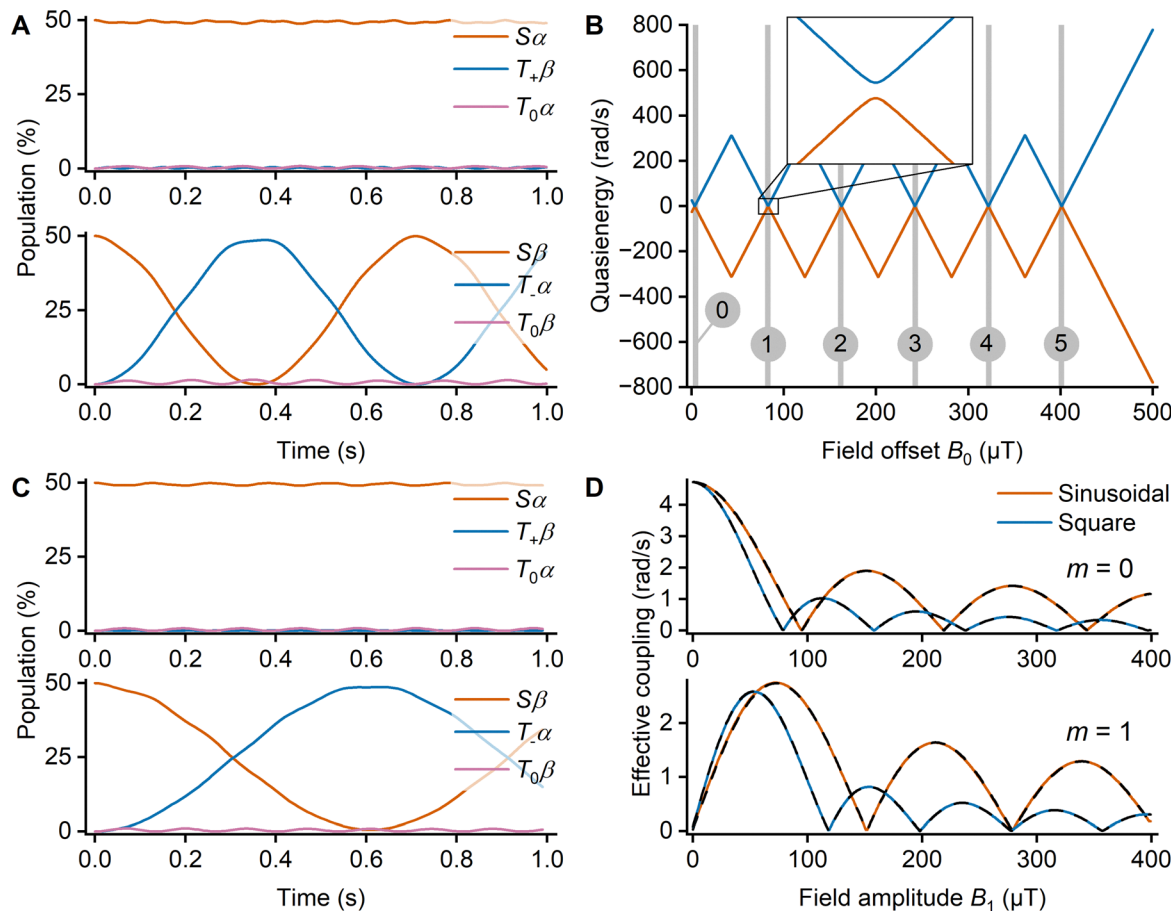 A
50
25
0
Sα
T₊β
T₀α
0.0 0.2 0.4 0.6 0.8 1.0
Population (%)
50
25
0
Sβ
T₋α
T₀β
0.0 0.2 0.4 0.6 0.8 1.0
Time (s)
B
800
600
400
200
0
−200
−400
−600
−800
Quasienergy (rad/s)
0
1
2
3
4
5
0 100 200 300 400 500
Field offset B₀ (µT)
C
50
25
0
Sα
T₊β
T₀α
0.0 0.2 0.4 0.6 0.8 1.0
Population (%)
50
25
0
Sβ
T₋α
T₀β
0.0 0.2 0.4 0.6 0.8 1.0
Time (s)
D
4
3
2
1
0
Sinusoidal
Square
m = 0
0 100 200 300 400
Effective coupling (rad/s)
2
1
0
m = 1
0 100 200 300 400
Field amplitude B₁ (µT)